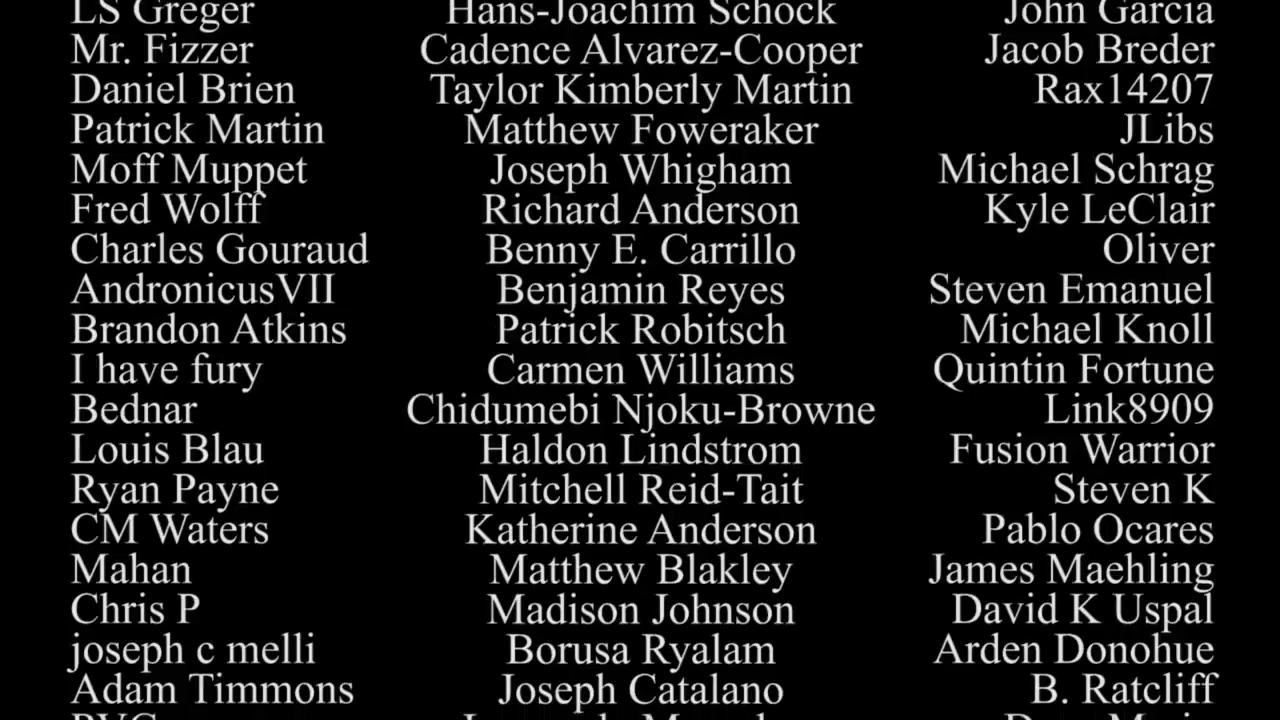 LS Greger Hans-Joachim Schock John Garcia
Mr. Fizzer Cadence Alvarez-Cooper Jacob Breder
Daniel Brien Taylor Kimberly Martin Rax14207
Patrick Martin Matthew Foweraker JLibs
Moff Muppet Joseph Whigham Michael Schrag
Fred Wolff Richard Anderson Kyle LeClair
Charles Gouraud Benny E. Carrillo Oliver
AndronicusVII Benjamin Reyes Steven Emanuel
Brandon Atkins Patrick Robitsch Michael Knoll
I have fury Carmen Williams Quintin Fortune
Bednar Chidumebi Njoku-Browne Link8909
Louis Blau Haldon Lindstrom Fusion Warrior
Ryan Payne Mitchell Reid-Tait Steven K
CM Waters Katherine Anderson Pablo Ocares
Mahan Matthew Blakley James Maehling
Chris P Madison Johnson David K Uspal
joseph c melli Borusa Ryalam Arden Donohue
Adam Timmons Joseph Catalano B. Ratcliff